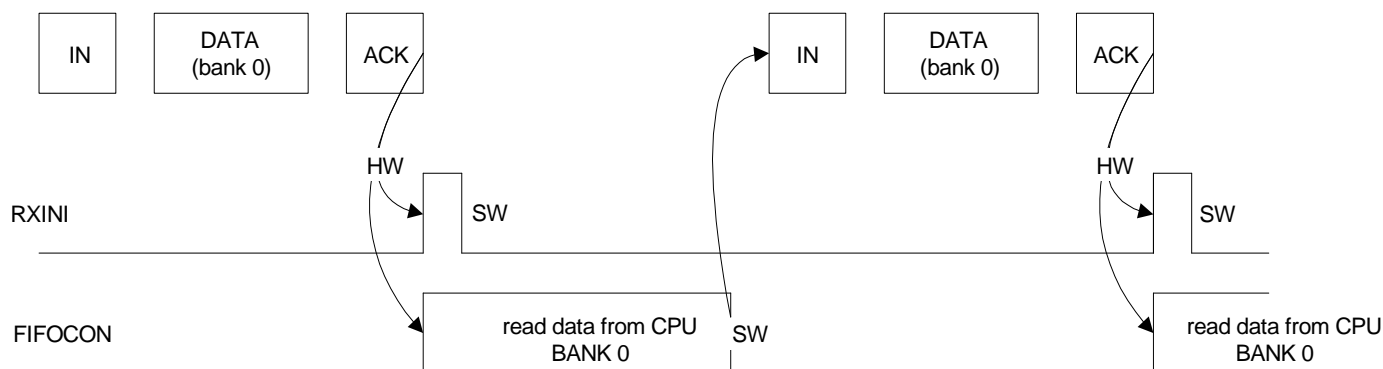 IN
DATA
(bank 0)
ACK
IN
DATA
(bank 0)
ACK
HW
HW
RXINI
SW
SW
FIFOCON
read data from CPU
BANK 0
SW
read data from CPU
BANK 0